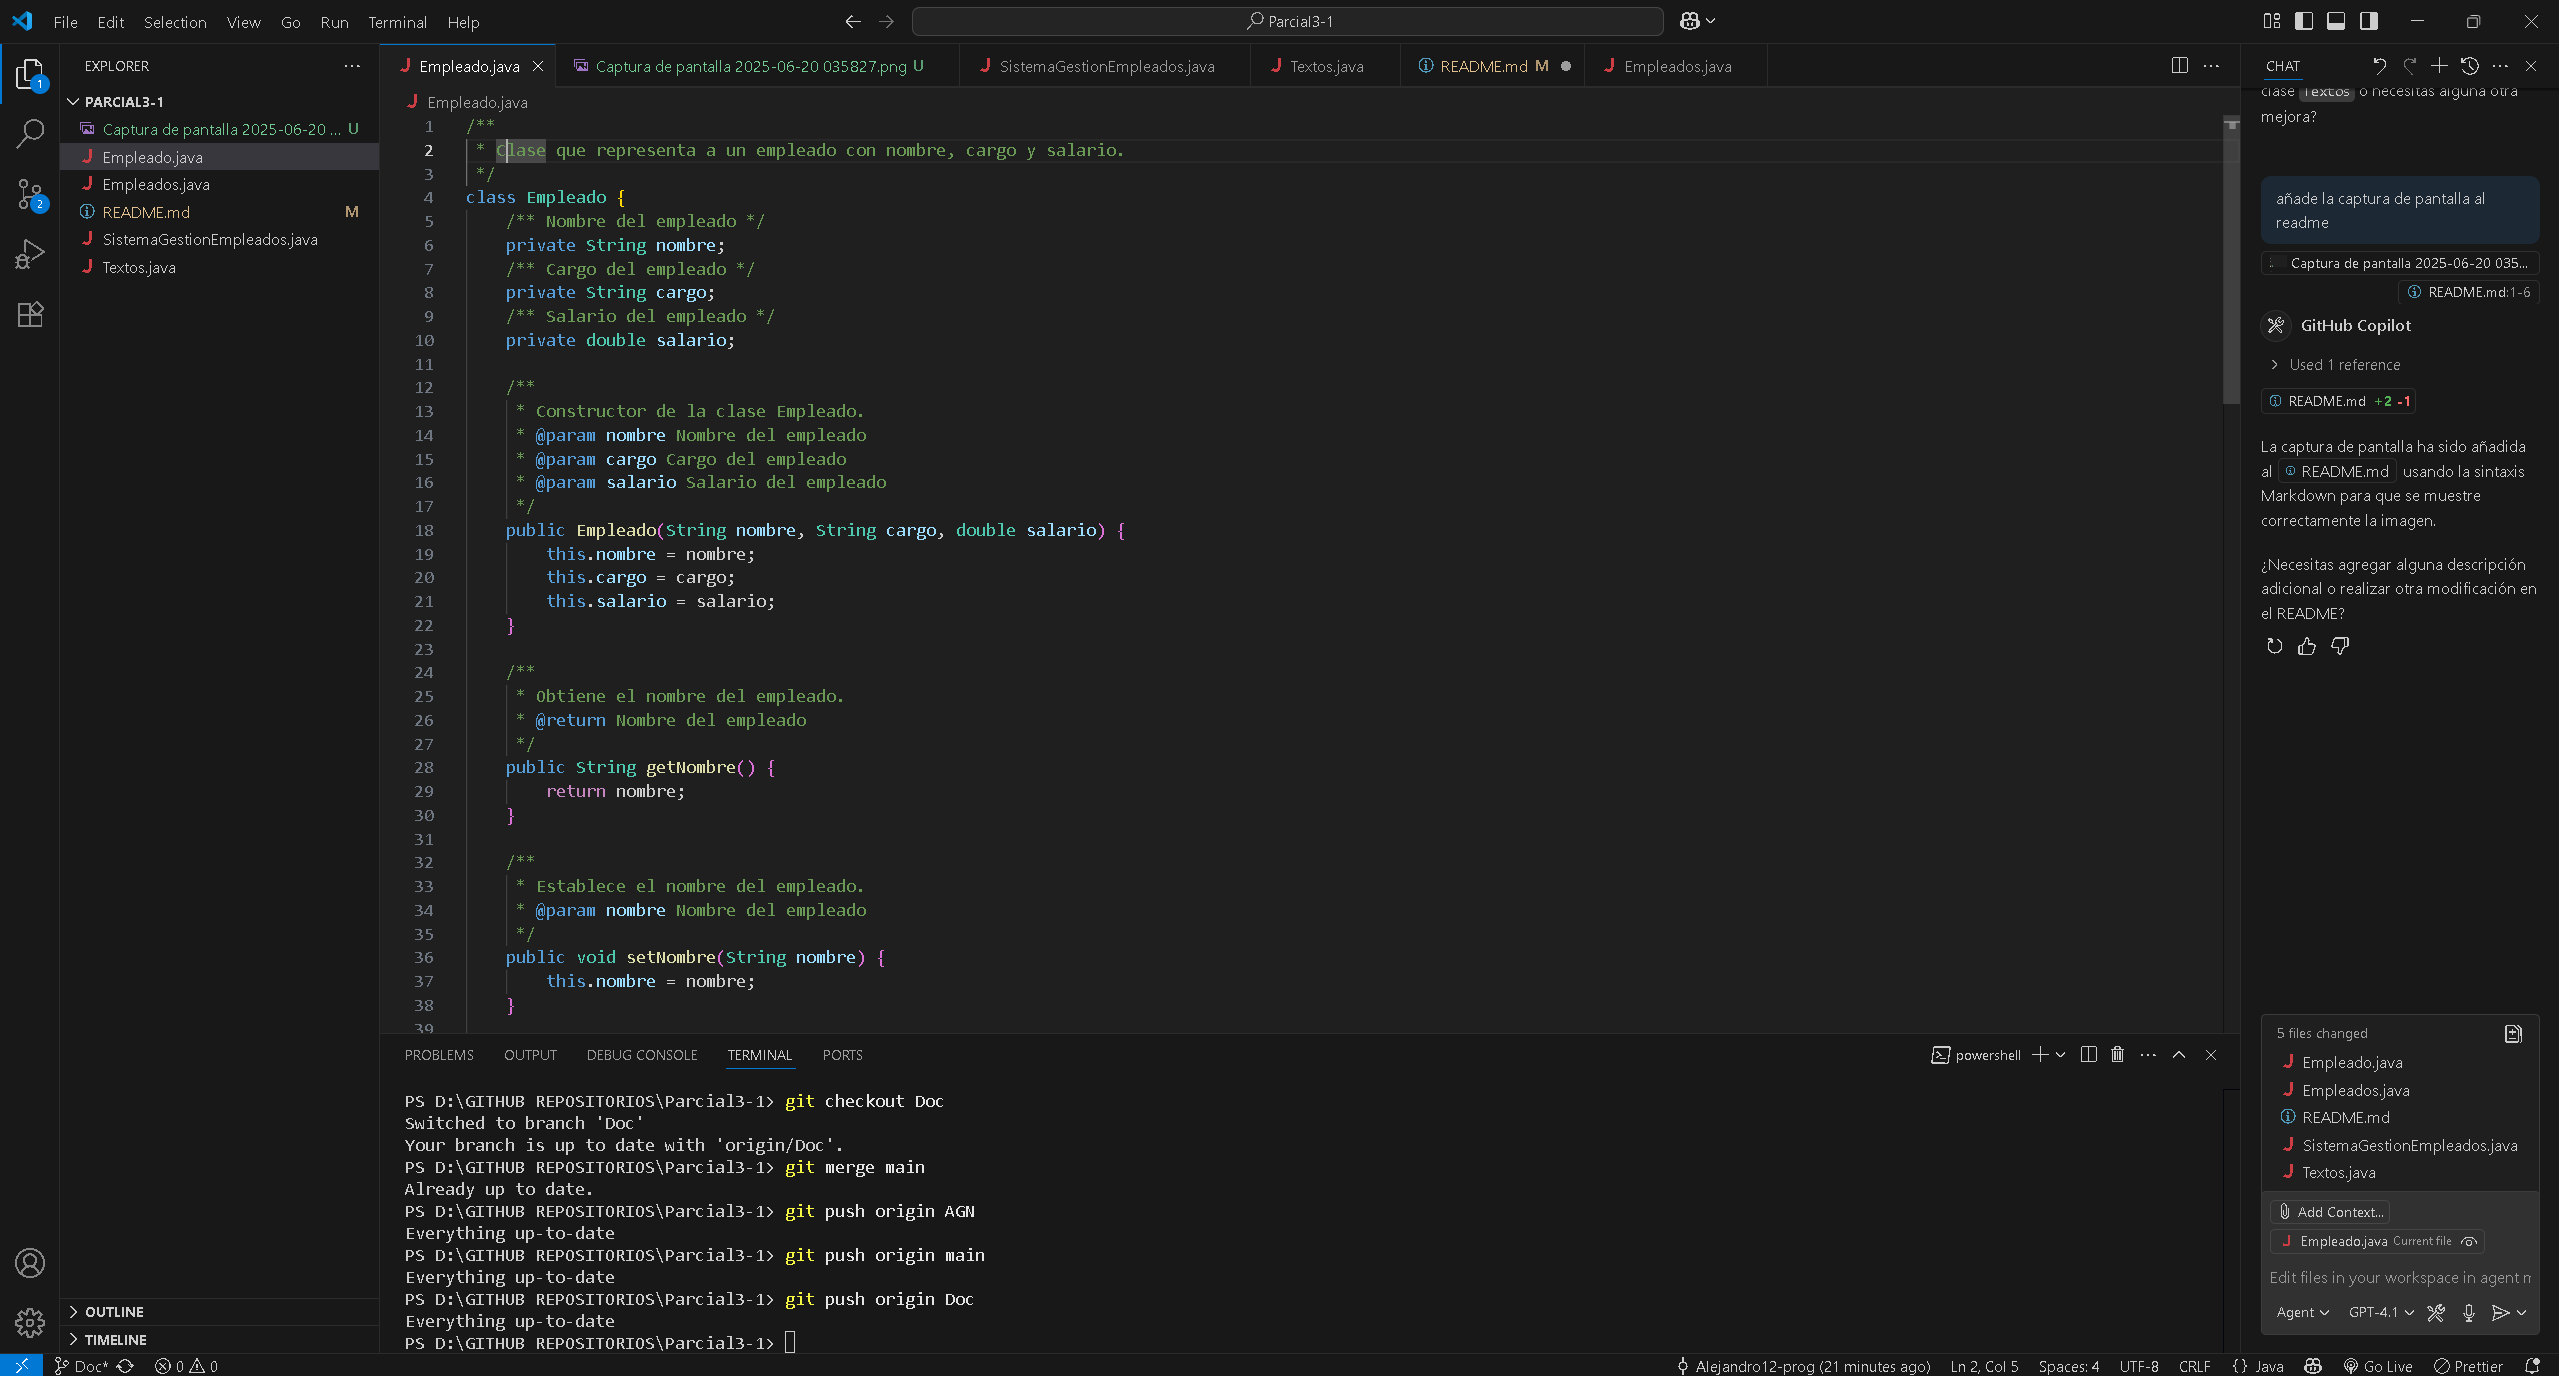 File Edit Selection View Go Run Terminal Help
Parcial3-1
EXPLORER
PARCIAL3-1
Captura de pantalla 2025-06-20 ... U
Empleado.java
Empleados.java
README.md M
SistemaGestionEmpleados.java
Textos.java
OUTLINE
TIMELINE
1
2
Empleado.java
Captura de pantalla 2025-06-20 035827.png U
SistemaGestionEmpleados.java
Textos.java
README.md M
Empleados.java
Empleado.java
1 /**
2 * Clase que representa a un empleado con nombre, cargo y salario.
3 */
4 class Empleado {
5 /** Nombre del empleado */
6 private String nombre;
7 /** Cargo del empleado */
8 private String cargo;
9 /** Salario del empleado */
10 private double salario;
11
12 /**
13 * Constructor de la clase Empleado.
14 * @param nombre Nombre del empleado
15 * @param cargo Cargo del empleado
16 * @param salario Salario del empleado
17 */
18 public Empleado(String nombre, String cargo, double salario) {
19 this.nombre = nombre;
20 this.cargo = cargo;
21 this.salario = salario;
22 }
23
24 /**
25 * Obtiene el nombre del empleado.
26 * @return Nombre del empleado
27 */
28 public String getNombre() {
29 return nombre;
30 }
31
32 /**
33 * Establece el nombre del empleado.
34 * @param nombre Nombre del empleado
35 */
36 public void setNombre(String nombre) {
37 this.nombre = nombre;
38 }
39
PROBLEMS OUTPUT DEBUG CONSOLE TERMINAL PORTS
powershell
PS D:\GITHUB REPOSITORIOS\Parcial3-1> git checkout Doc
Switched to branch 'Doc'
Your branch is up to date with 'origin/Doc'.
PS D:\GITHUB REPOSITORIOS\Parcial3-1> git merge main
Already up to date.
PS D:\GITHUB REPOSITORIOS\Parcial3-1> git push origin AGN
Everything up-to-date
PS D:\GITHUB REPOSITORIOS\Parcial3-1> git push origin main
Everything up-to-date
PS D:\GITHUB REPOSITORIOS\Parcial3-1> git push origin Doc
Everything up-to-date
PS D:\GITHUB REPOSITORIOS\Parcial3-1>
CHAT
clase Textos o necesitas alguna otra
mejora?
añade la captura de pantalla al
readme
Captura de pantalla 2025-06-20 035...
README.md:1-6
GitHub Copilot
Used 1 reference
README.md +2 -1
La captura de pantalla ha sido añadida
al README.md usando la sintaxis
Markdown para que se muestre
correctamente la imagen.
¿Necesitas agregar alguna descripción
adicional o realizar otra modificación en
el README?
5 files changed
Empleado.java
Empleados.java
README.md
SistemaGestionEmpleados.java
Textos.java
Add Context...
Empleado.java Current file
Edit files in your workspace in agent m
Agent GPT-4.1
Doc* 0 0
Alejandro12-prog (21 minutes ago) Ln 2, Col 5 Spaces: 4 UTF-8 CRLF {} Java Go Live Prettier